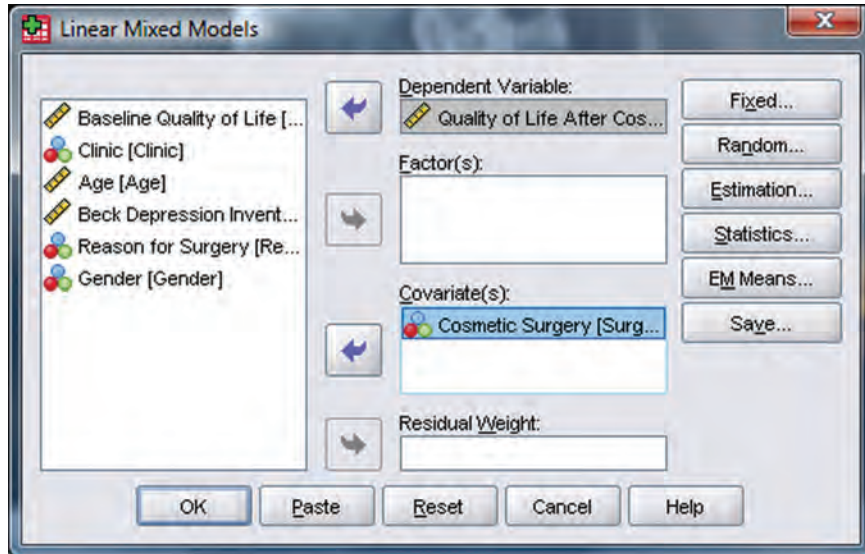 Linear Mixed Models
Baseline Quality of Life [...
Clinic [Clinic]
Age [Age]
Beck Depression Invent...
Reason for Surgery [Re...
Gender [Gender]
Dependent Variable:
Quality of Life After Cos...
Factor(s):
Covariate(s):
Cosmetic Surgery [Surg...
Residual Weight:
Fixed...
Random...
Estimation...
Statistics...
EM Means...
Save...
OK
Paste
Reset
Cancel
Help